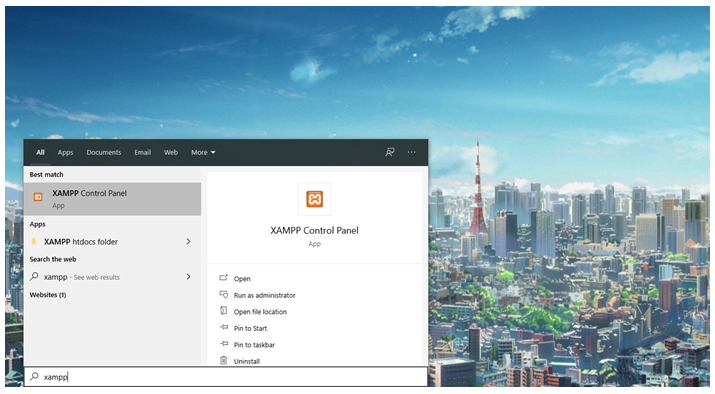 All Apps Documents Email Web More
Best match
XAMPP Control Panel
App
Apps
XAMPP htdocs folder
Search the web
xampp - See web results
Websites (1)
XAMPP Control Panel
App
Open
Run as administrator
Open file location
Pin to Start
Pin to taskbar
Uninstall
xampp